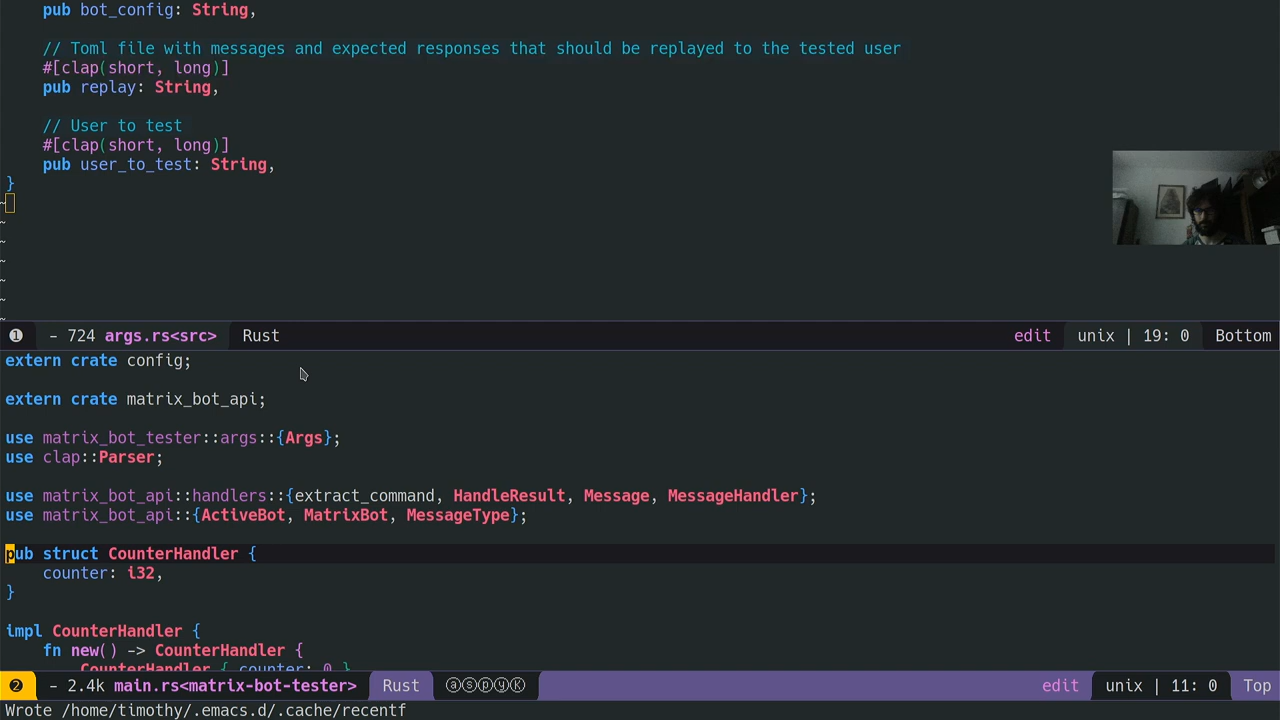 pub bot_config: String,

    // Toml file with messages and expected responses that should be replayed to the tested user
    #[clap(short, long)]
    pub replay: String,

    // User to test
    #[clap(short, long)]
    pub user_to_test: String,
}
~
~
~
~
~
~
~
❶ - 724 args.rs<src> Rust edit unix | 19: 0 Bottom
extern crate config;

extern crate matrix_bot_api;

use matrix_bot_tester::args::{Args};
use clap::Parser;

use matrix_bot_api::handlers::{extract_command, HandleResult, Message, MessageHandler};
use matrix_bot_api::{ActiveBot, MatrixBot, MessageType};

pub struct CounterHandler {
    counter: i32,
}

impl CounterHandler {
    fn new() -> CounterHandler {
        CounterHandler { counter: 0 }
❷ - 2.4k main.rs<matrix-bot-tester> Rust ⓐⓢⓟⓨⓀ edit unix | 11: 0 Top
Wrote /home/timothy/.emacs.d/.cache/recentf